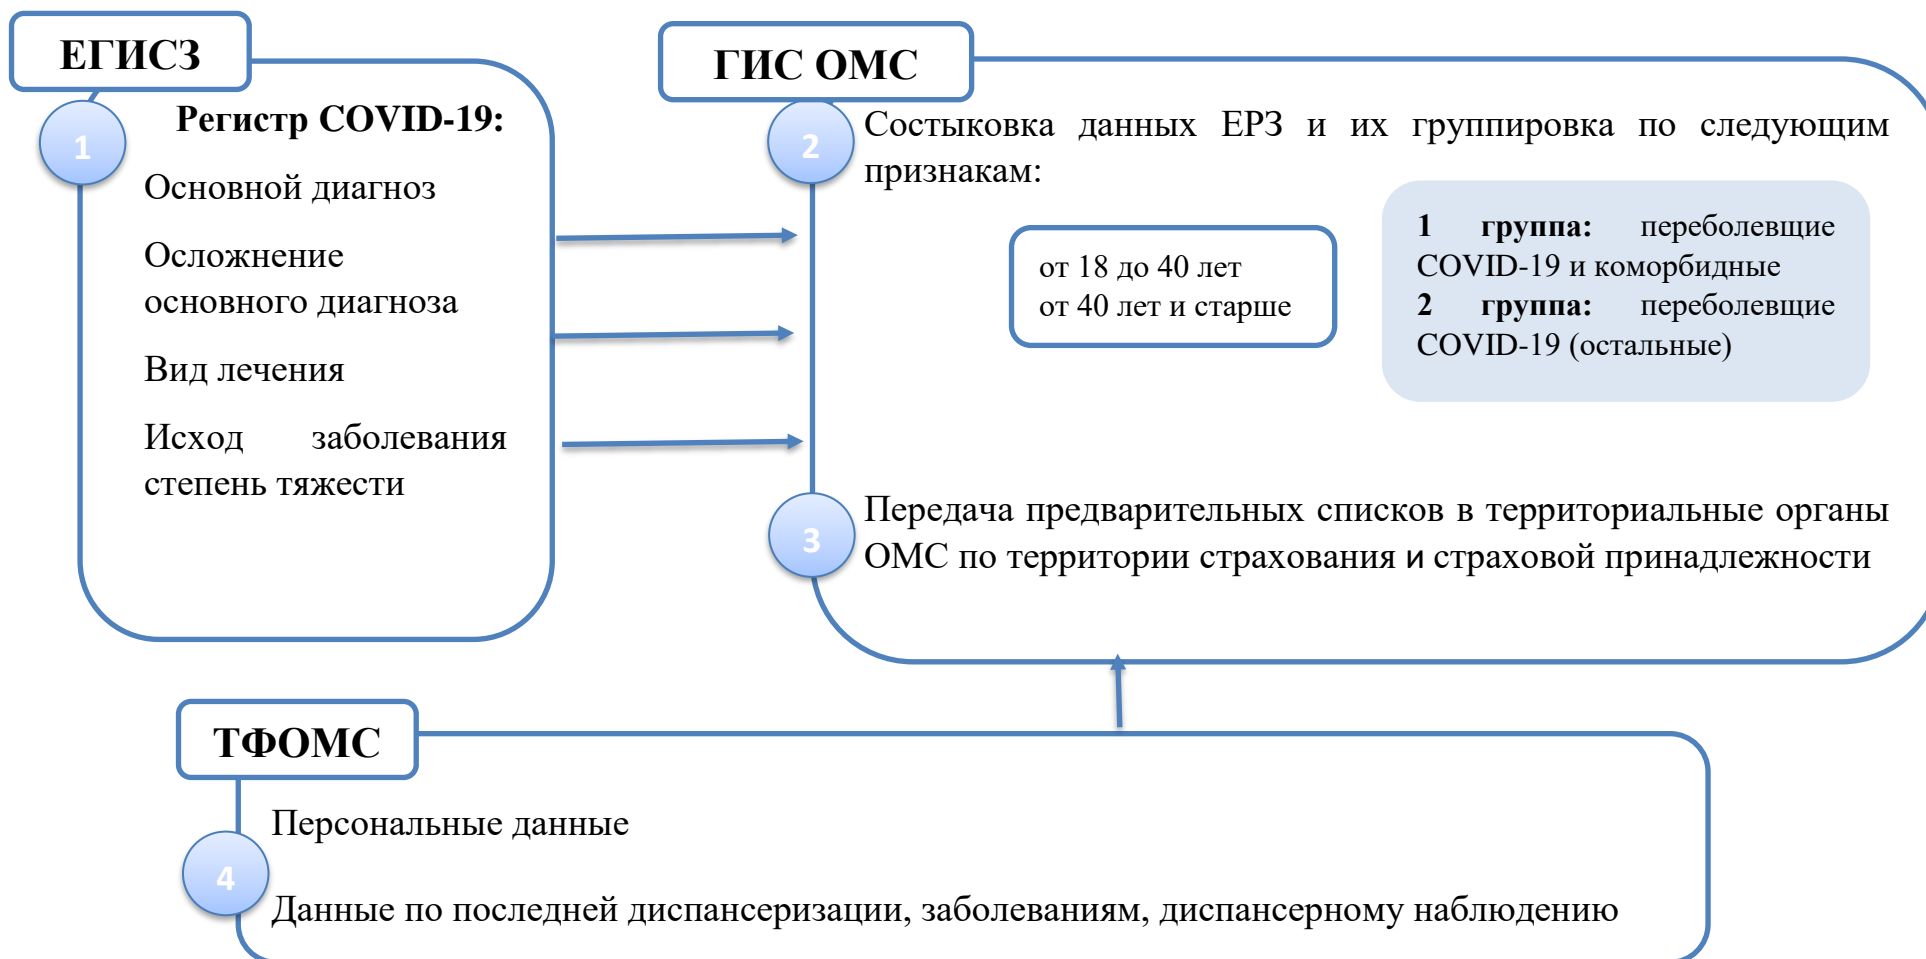 ЕГИСЗ
1
Регистр COVID-19:
Основной диагноз
Осложнение
основного диагноза
Вид лечения
Исход заболевания
степень тяжести
ГИС ОМС
2
Состыковка данных ЕРЗ и их группировка по следующим
признакам:
от 18 до 40 лет
от 40 лет и старше
1 группа: переболевщие
COVID-19 и коморбидные
2 группа: переболевщие
COVID-19 (остальные)
3
Передача предварительных списков в территориальные органы
ОМС по территории страхования и страховой принадлежности
ТФОМС
4
Персональные данные
Данные по последней диспансеризации, заболеваниям, диспансерному наблюдению